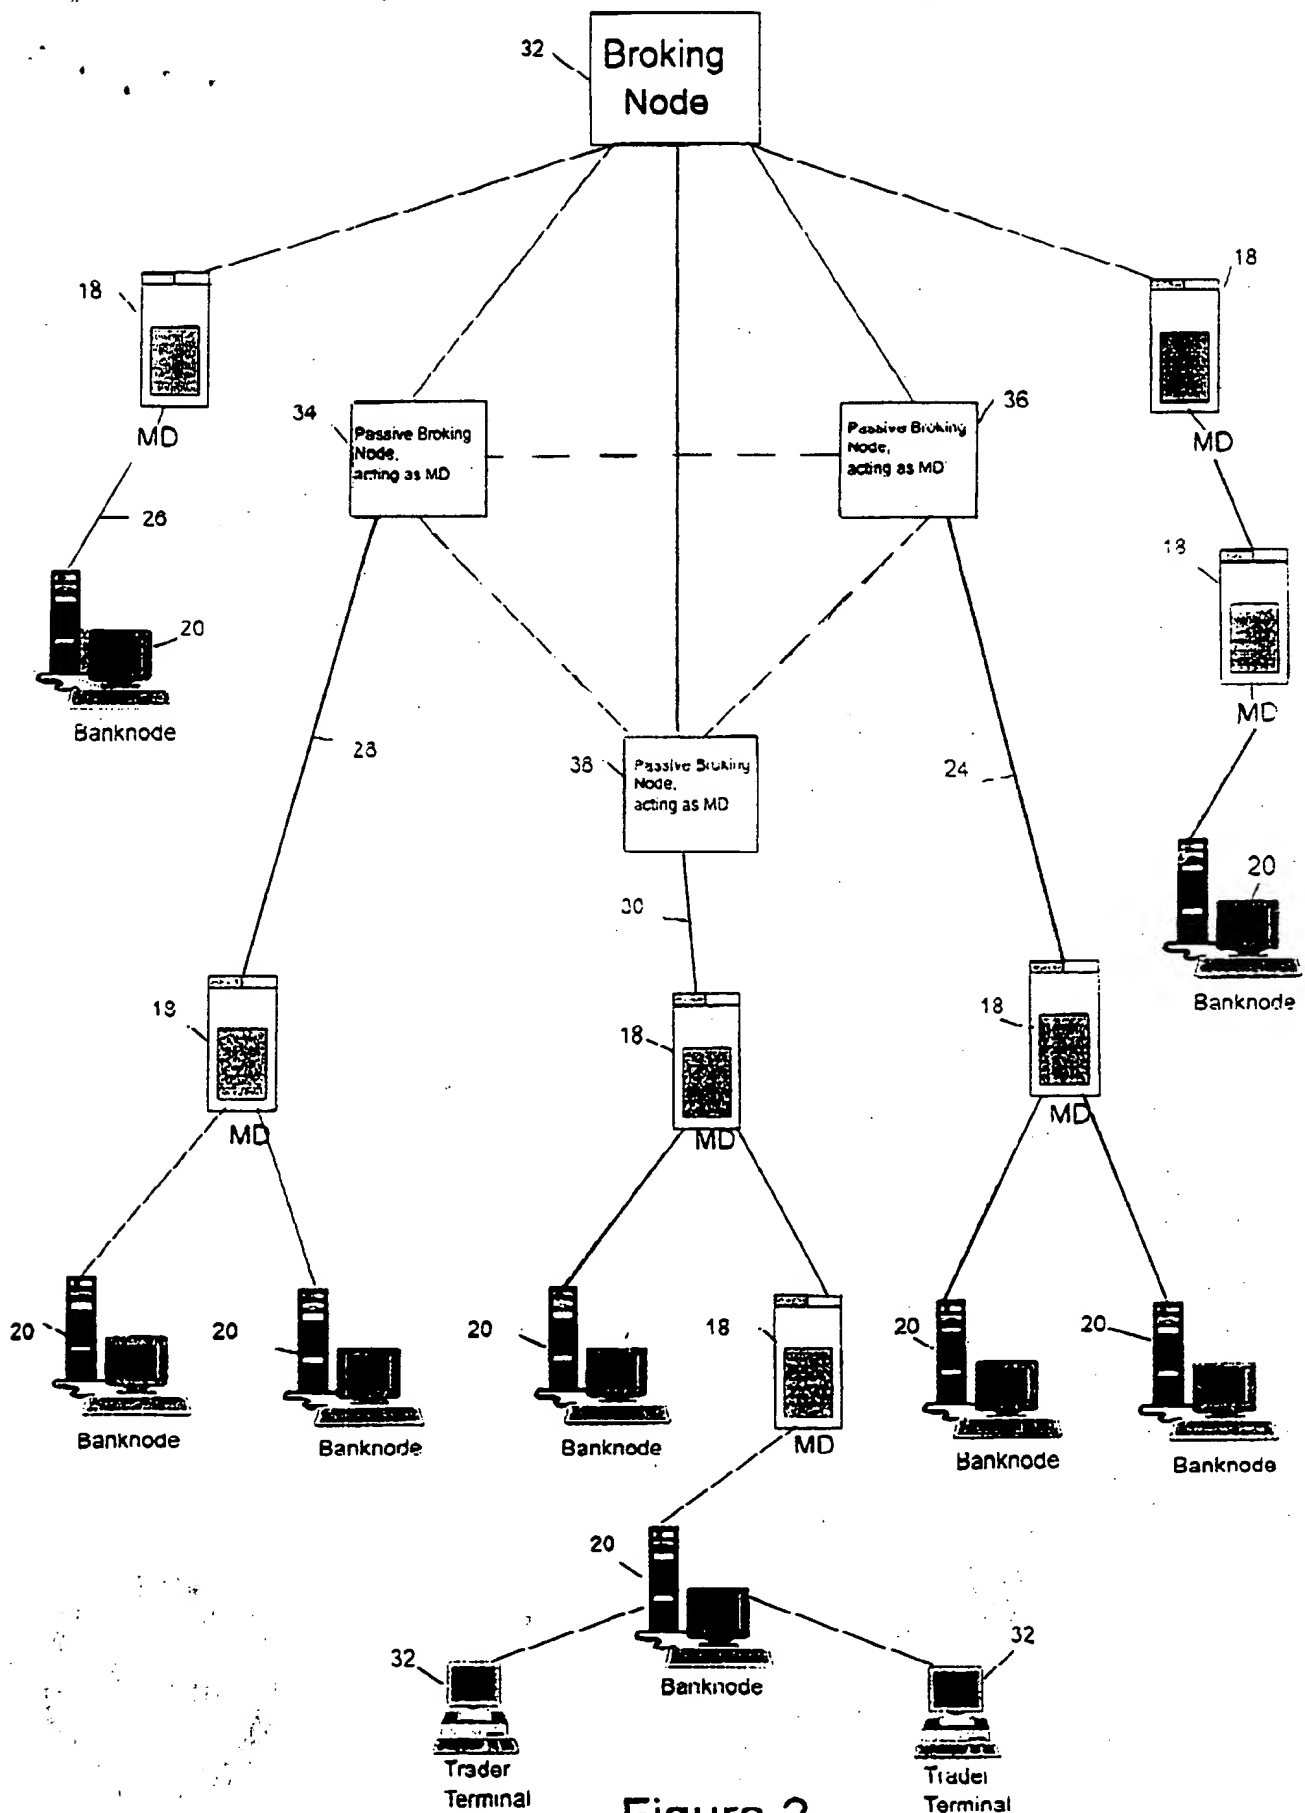 32
Broking
Node
18
18
MD
34
Passive Broking
Node,
acting as MD
36
Passive Broking
Node,
acting as MD
MD
26
18
20
Banknode
MD
28
38
Passive Broking
Node,
acting as MD
24
20
30
Banknode
18
MD
18
MD
18
MD
20
Banknode
20
Banknode
20
Banknode
18
MD
20
Banknode
20
Banknode
20
Banknode
32
Trader
Terminal
32
Trader
Terminal
Figure 2